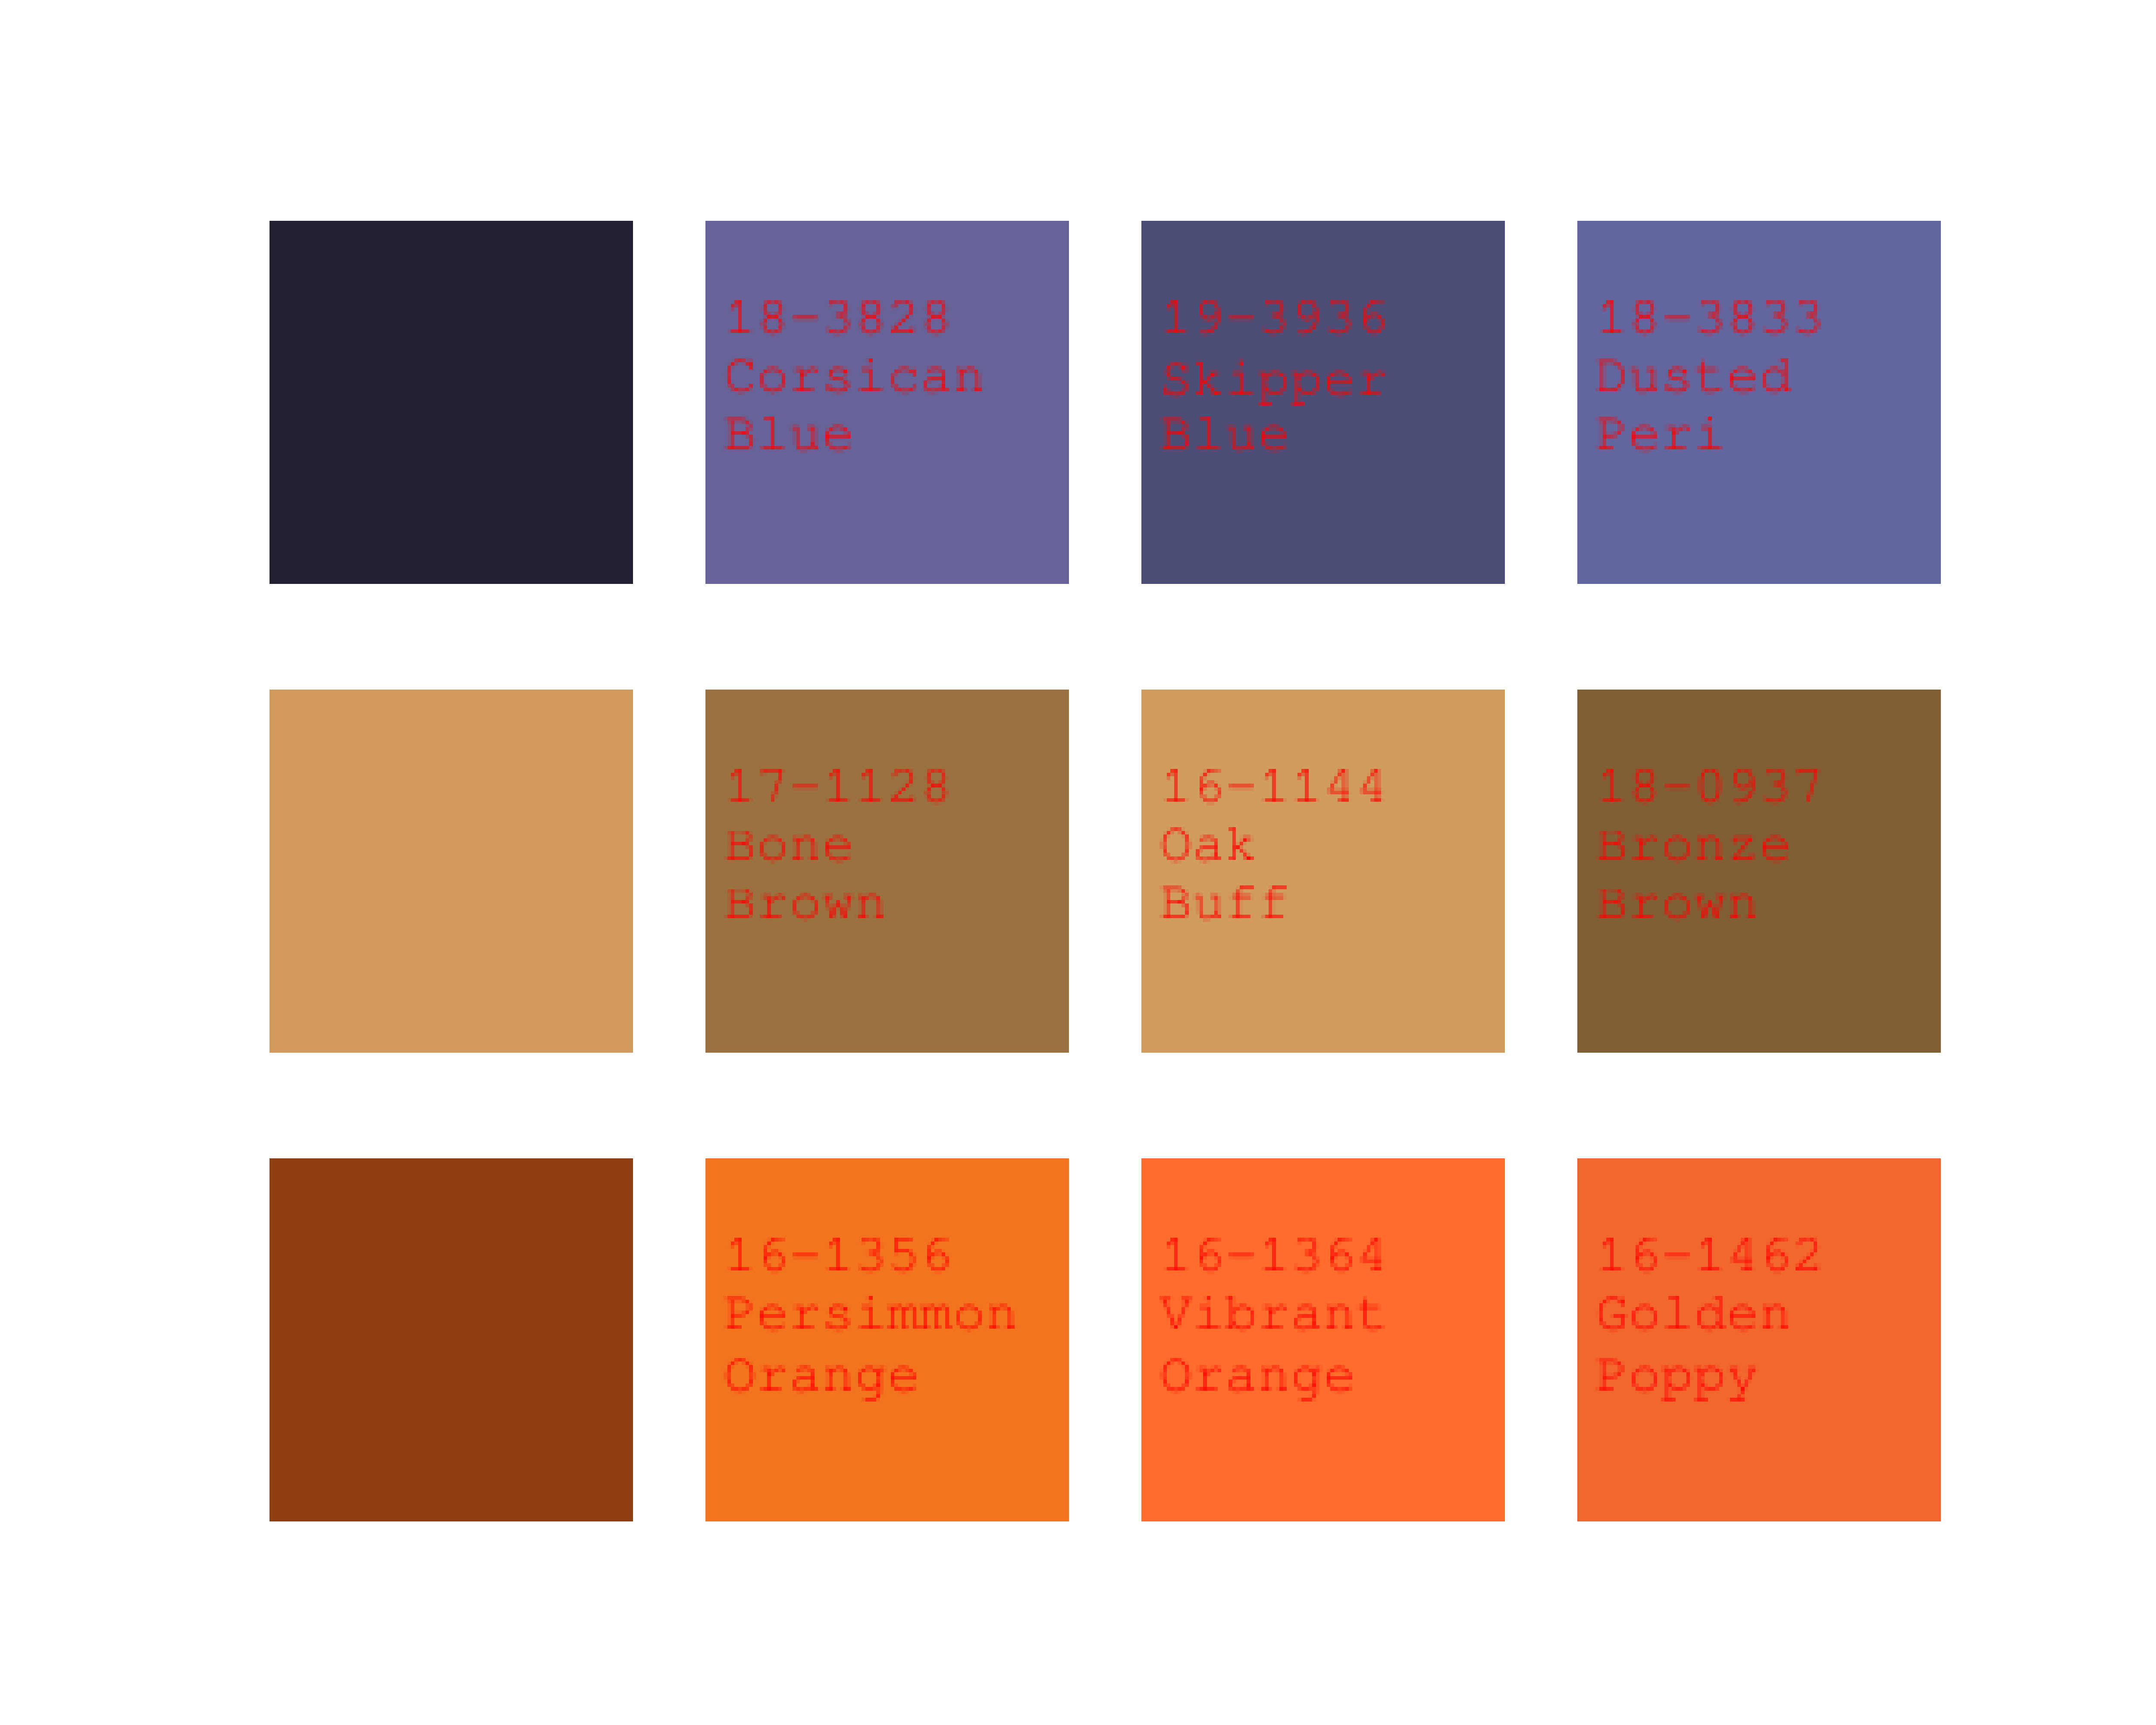 18-3828
Corsican
Blue
19-3936
Skipper
Blue
18-3833
Dusted
Peri
17-1128
Bone
Brown
16-1144
Oak
Buff
18-0937
Bronze
Brown
16-1356
Persimmon
Orange
16-1364
Vibrant
Orange
16-1462
Golden
Poppy